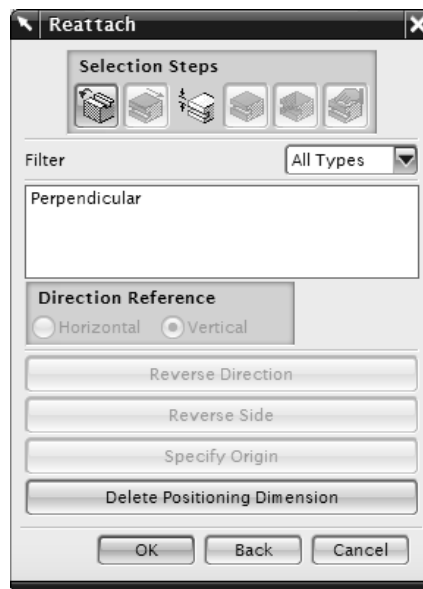 Reattach
Selection Steps
Filter All Types
Perpendicular
Direction Reference
Horizontal Vertical
Reverse Direction
Reverse Side
Specify Origin
Delete Positioning Dimension
OK Back Cancel